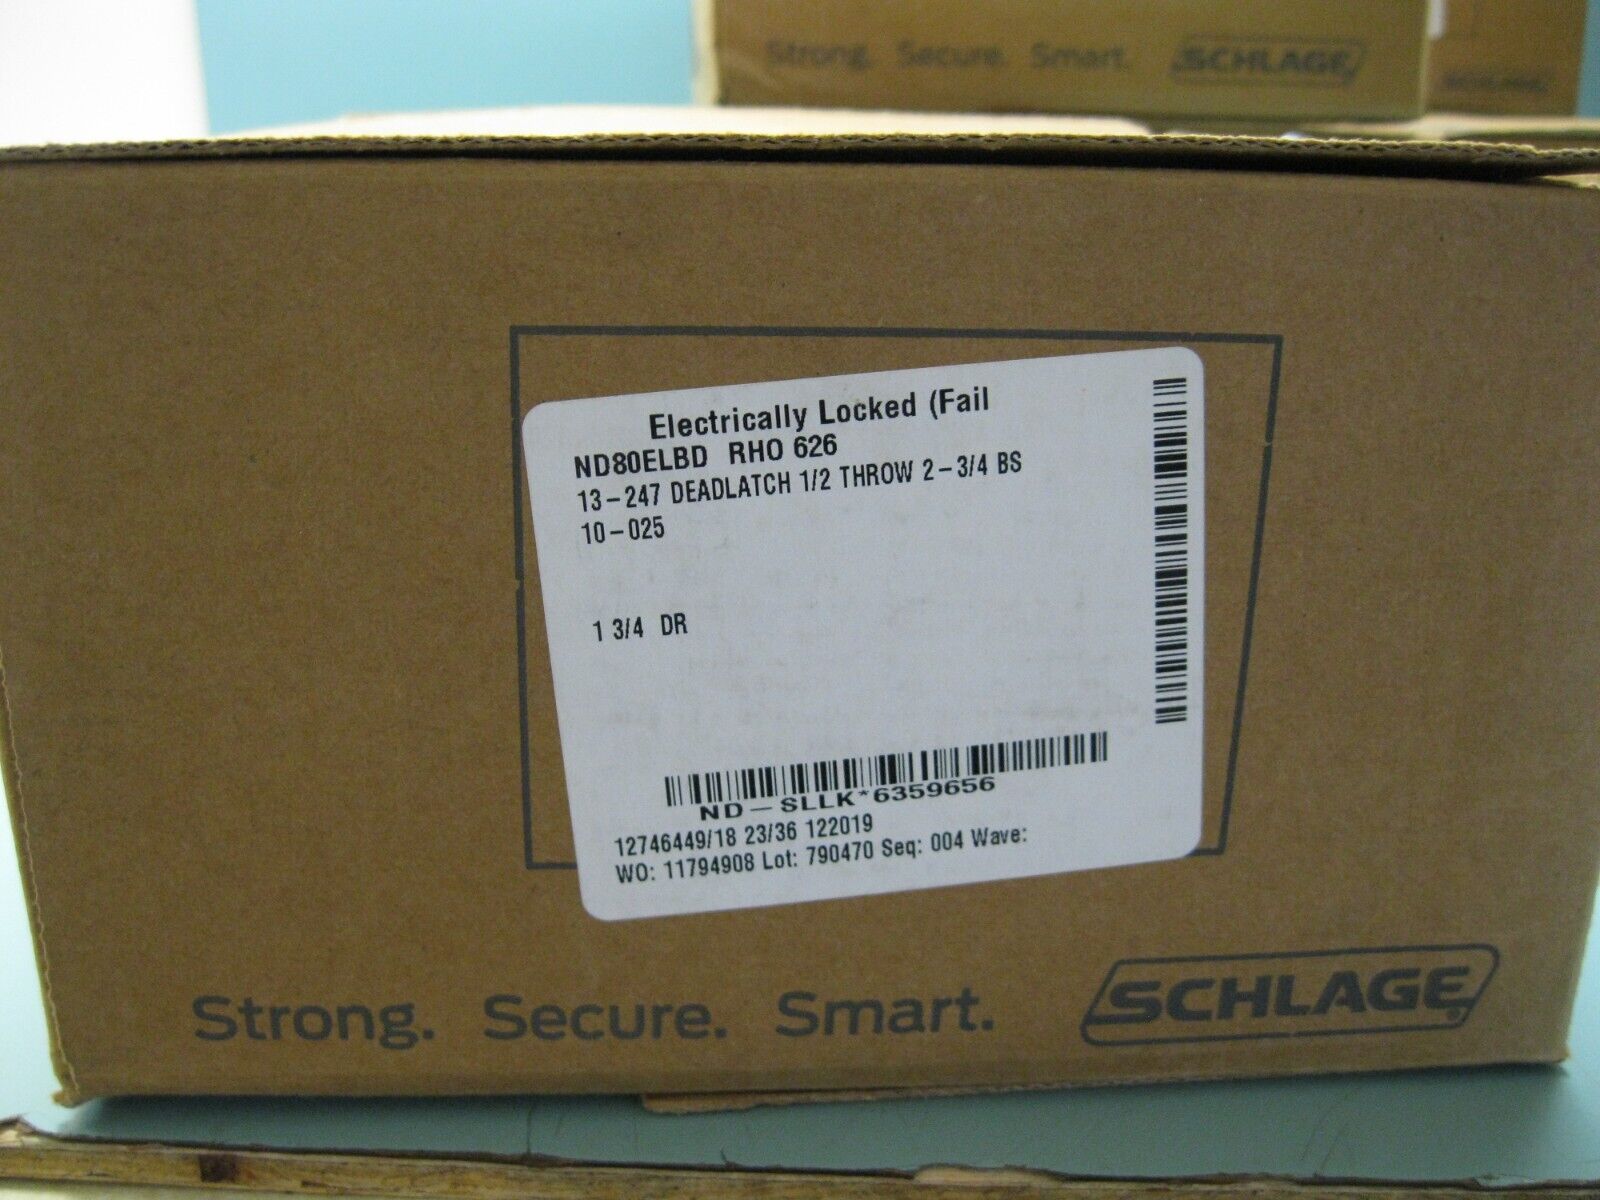 Strong. Secure. Smart. SCHLAGE
SCHLAGE
Electrically Locked (Fail
ND80ELBD RHO 626
13-247 DEADLATCH 1/2 THROW 2-3/4 BS
10-025
1 3/4 DR
ND-SLLK*6359656
12746449/18 23/36 122019
WO: 11794908 Lot: 790470 Seq: 004 Wave:
Strong. Secure. Smart. SCHLAGE®